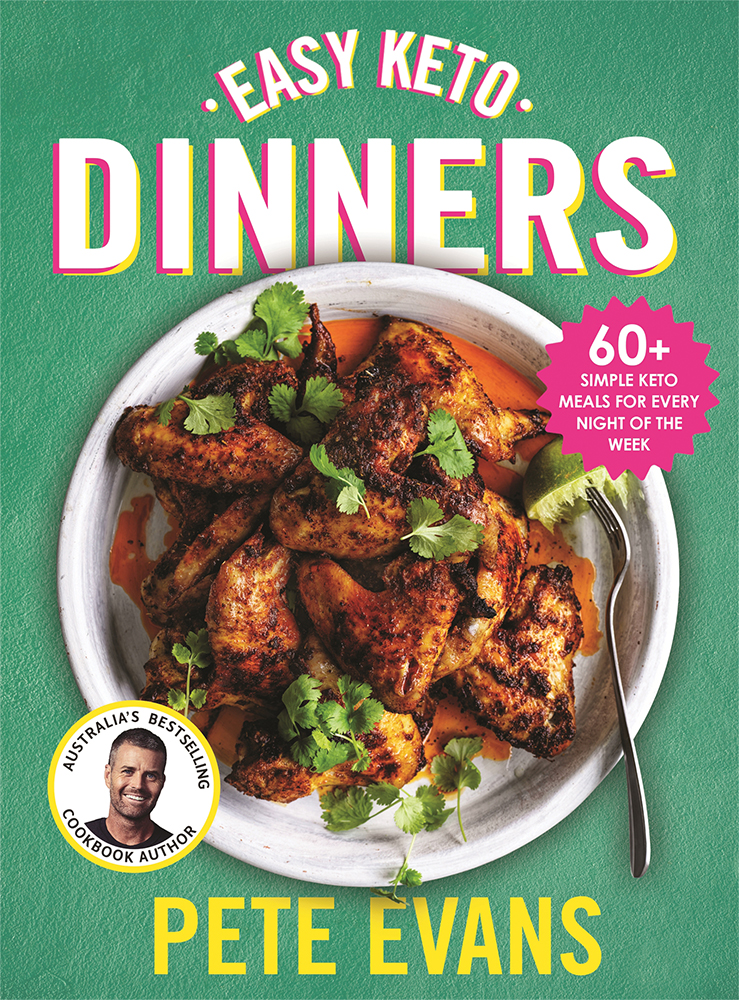 · EASY KETO ·
DINNERS
60+
SIMPLE KETO
MEALS FOR EVERY
NIGHT OF THE
WEEK
AUSTRALIA'S BESTSELLING
COOKBOOK AUTHOR
PETE EVANS